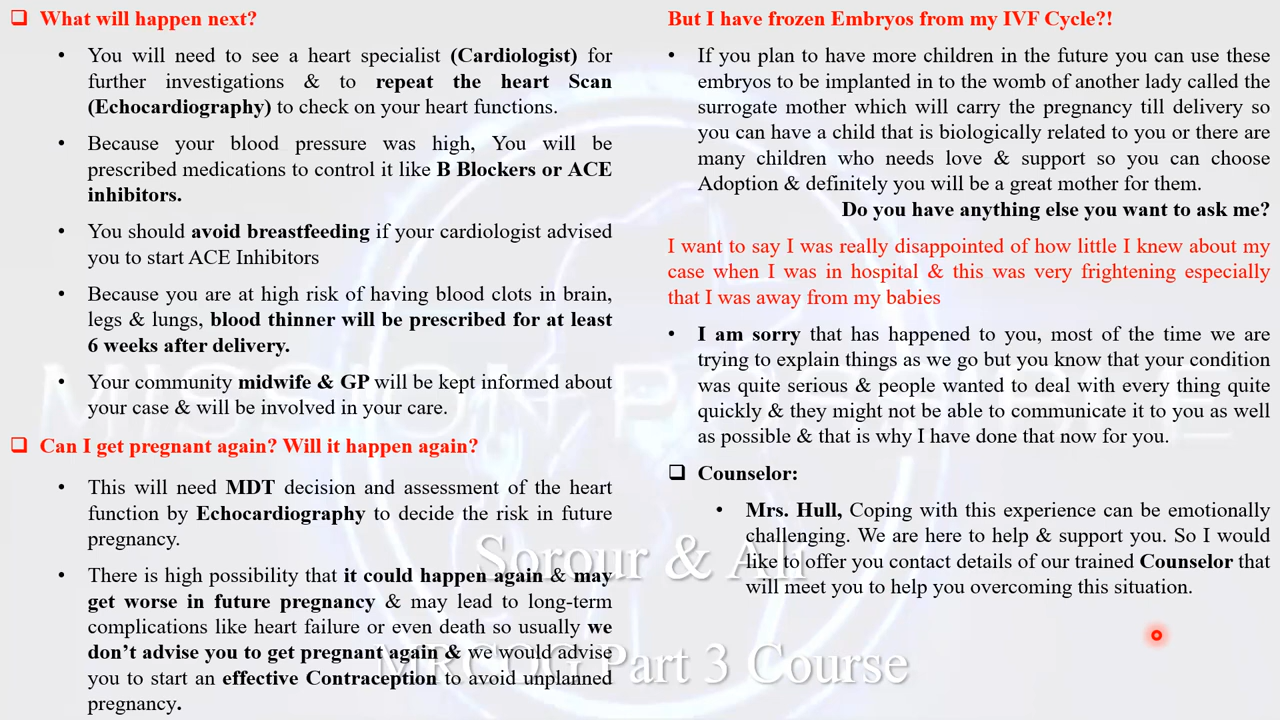 ❑ What will happen next?
• You will need to see a heart specialist (Cardiologist) for
further investigations & to repeat the heart Scan
(Echocardiography) to check on your heart functions.
• Because your blood pressure was high, You will be
prescribed medications to control it like B Blockers or ACE
inhibitors.
• You should avoid breastfeeding if your cardiologist advised
you to start ACE Inhibitors
• Because you are at high risk of having blood clots in brain,
legs & lungs, blood thinner will be prescribed for at least
6 weeks after delivery.
• Your community midwife & GP will be kept informed about
your case & will be involved in your care.
❑ Can I get pregnant again? Will it happen again?
• This will need MDT decision and assessment of the heart
function by Echocardiography to decide the risk in future
pregnancy.
• There is high possibility that it could happen again & may
get worse in future pregnancy & may lead to long-term
complications like heart failure or even death so usually we
don't advise you to get pregnant again & we would advise
you to start an effective Contraception to avoid unplanned
pregnancy.
But I have frozen Embryos from my IVF Cycle?!
• If you plan to have more children in the future you can use these
embryos to be implanted in to the womb of another lady called the
surrogate mother which will carry the pregnancy till delivery so
you can have a child that is biologically related to you or there are
many children who needs love & support so you can choose
Adoption & definitely you will be a great mother for them.
Do you have anything else you want to ask me?
I want to say I was really disappointed of how little I knew about my
case when I was in hospital & this was very frightening especially
that I was away from my babies
• I am sorry that has happened to you, most of the time we are
trying to explain things as we go but you know that your condition
was quite serious & people wanted to deal with every thing quite
quickly & they might not be able to communicate it to you as well
as possible & that is why I have done that now for you.
❑ Counselor:
• Mrs. Hull, Coping with this experience can be emotionally
challenging. We are here to help & support you. So I would
like to offer you contact details of our trained Counselor that
will meet you to help you overcoming this situation.
MISSION POSSIBLE
Sorour & Ali
MRCOG Part 3 Course